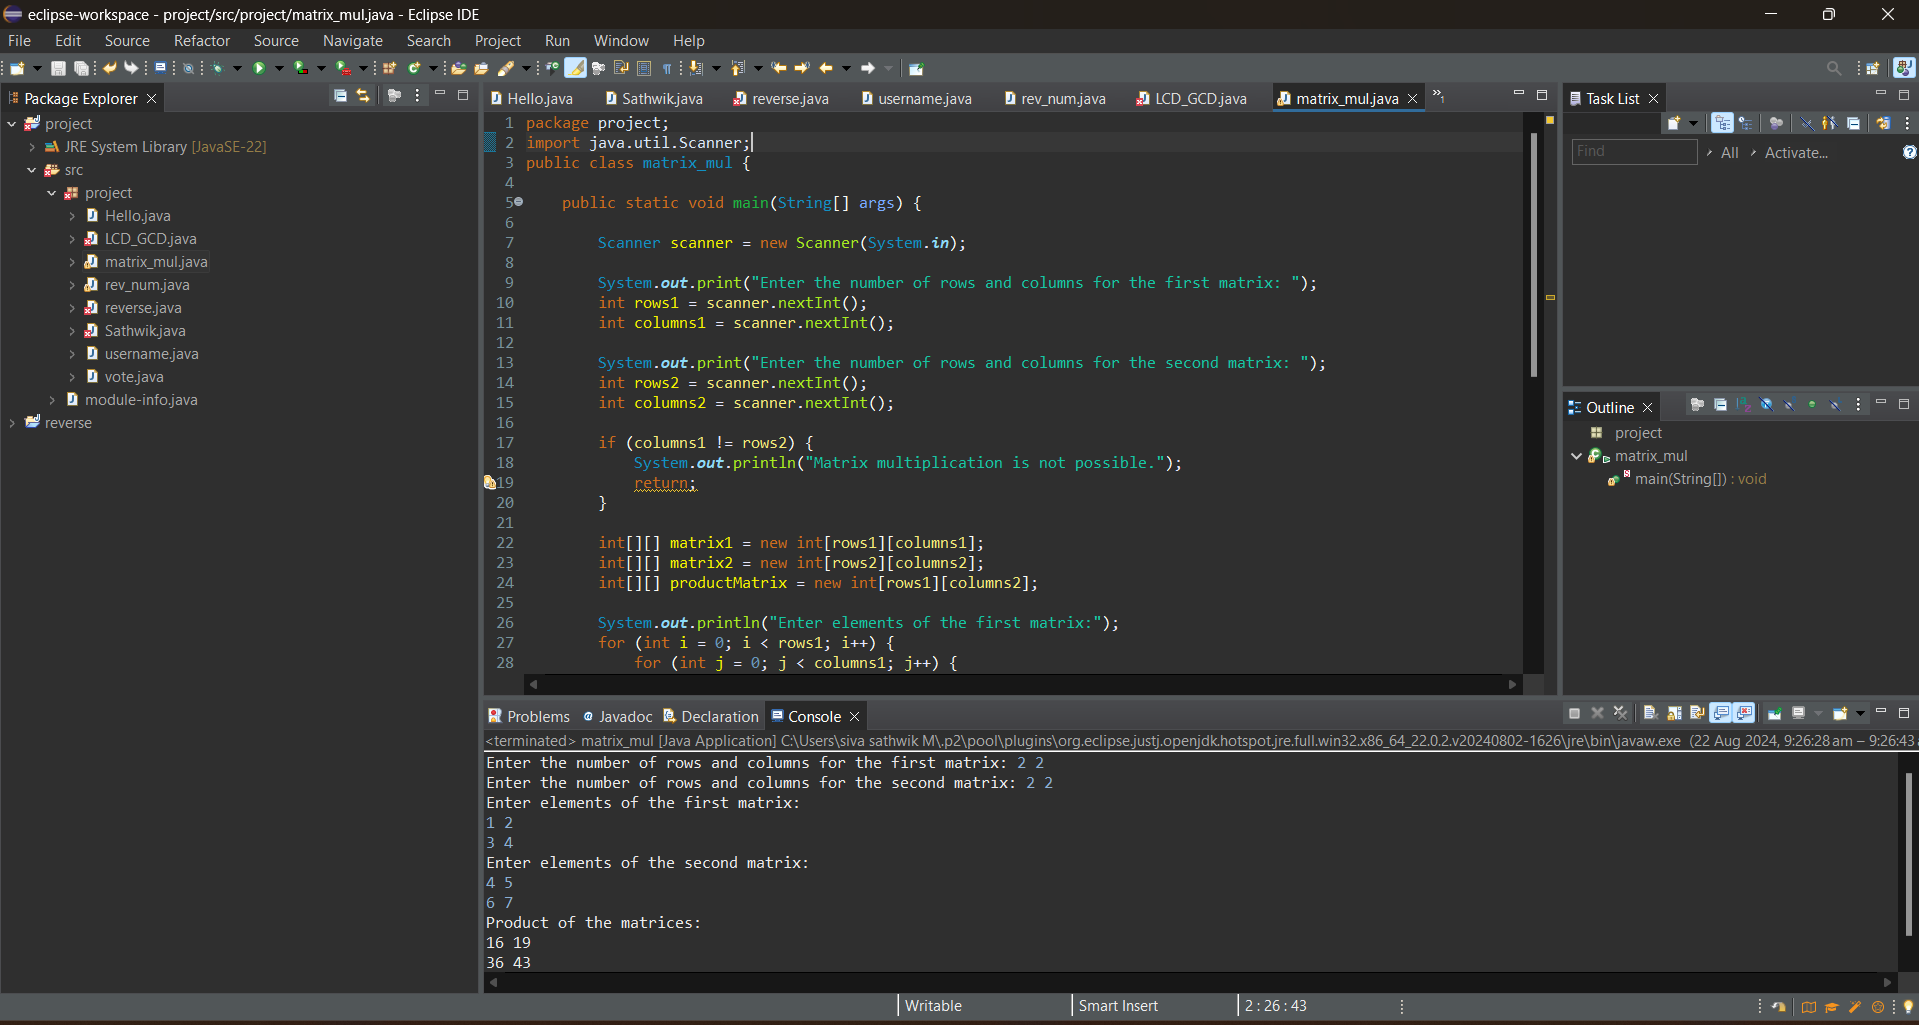 eclipse-workspace - project/src/project/matrix_mul.java - Eclipse IDE
File Edit Source Refactor Source Navigate Search Project Run Window Help
Package Explorer
project
JRE System Library [JavaSE-22]
src
project
Hello.java
LCD_GCD.java
matrix_mul.java
rev_num.java
reverse.java
Sathwik.java
username.java
vote.java
module-info.java
reverse
Hello.java Sathwik.java reverse.java username.java rev_num.java LCD_GCD.java matrix_mul.java »1
1 package project;
2 import java.util.Scanner;
3 public class matrix_mul {
4
5 public static void main(String[] args) {
6
7 Scanner scanner = new Scanner(System.in);
8
9 System.out.print("Enter the number of rows and columns for the first matrix: ");
10 int rows1 = scanner.nextInt();
11 int columns1 = scanner.nextInt();
12
13 System.out.print("Enter the number of rows and columns for the second matrix: ");
14 int rows2 = scanner.nextInt();
15 int columns2 = scanner.nextInt();
16
17 if (columns1 != rows2) {
18 System.out.println("Matrix multiplication is not possible.");
19 return;
20 }
21
22 int[][] matrix1 = new int[rows1][columns1];
23 int[][] matrix2 = new int[rows2][columns2];
24 int[][] productMatrix = new int[rows1][columns2];
25
26 System.out.println("Enter elements of the first matrix:");
27 for (int i = 0; i < rows1; i++) {
28 for (int j = 0; j < columns1; j++) {
Task List
Find All Activate...
Outline
project
matrix_mul
main(String[]) : void
Problems Javadoc Declaration Console
<terminated> matrix_mul [Java Application] C:\Users\siva sathwik M\.p2\pool\plugins\org.eclipse.justj.openjdk.hotspot.jre.full.win32.x86_64_22.0.2.v20240802-1626\jre\bin\javaw.exe (22 Aug 2024, 9:26:28 am – 9:26:43
Enter the number of rows and columns for the first matrix: 2 2
Enter the number of rows and columns for the second matrix: 2 2
Enter elements of the first matrix:
1 2
3 4
Enter elements of the second matrix:
4 5
6 7
Product of the matrices:
16 19
36 43
Writable Smart Insert 2 : 26 : 43